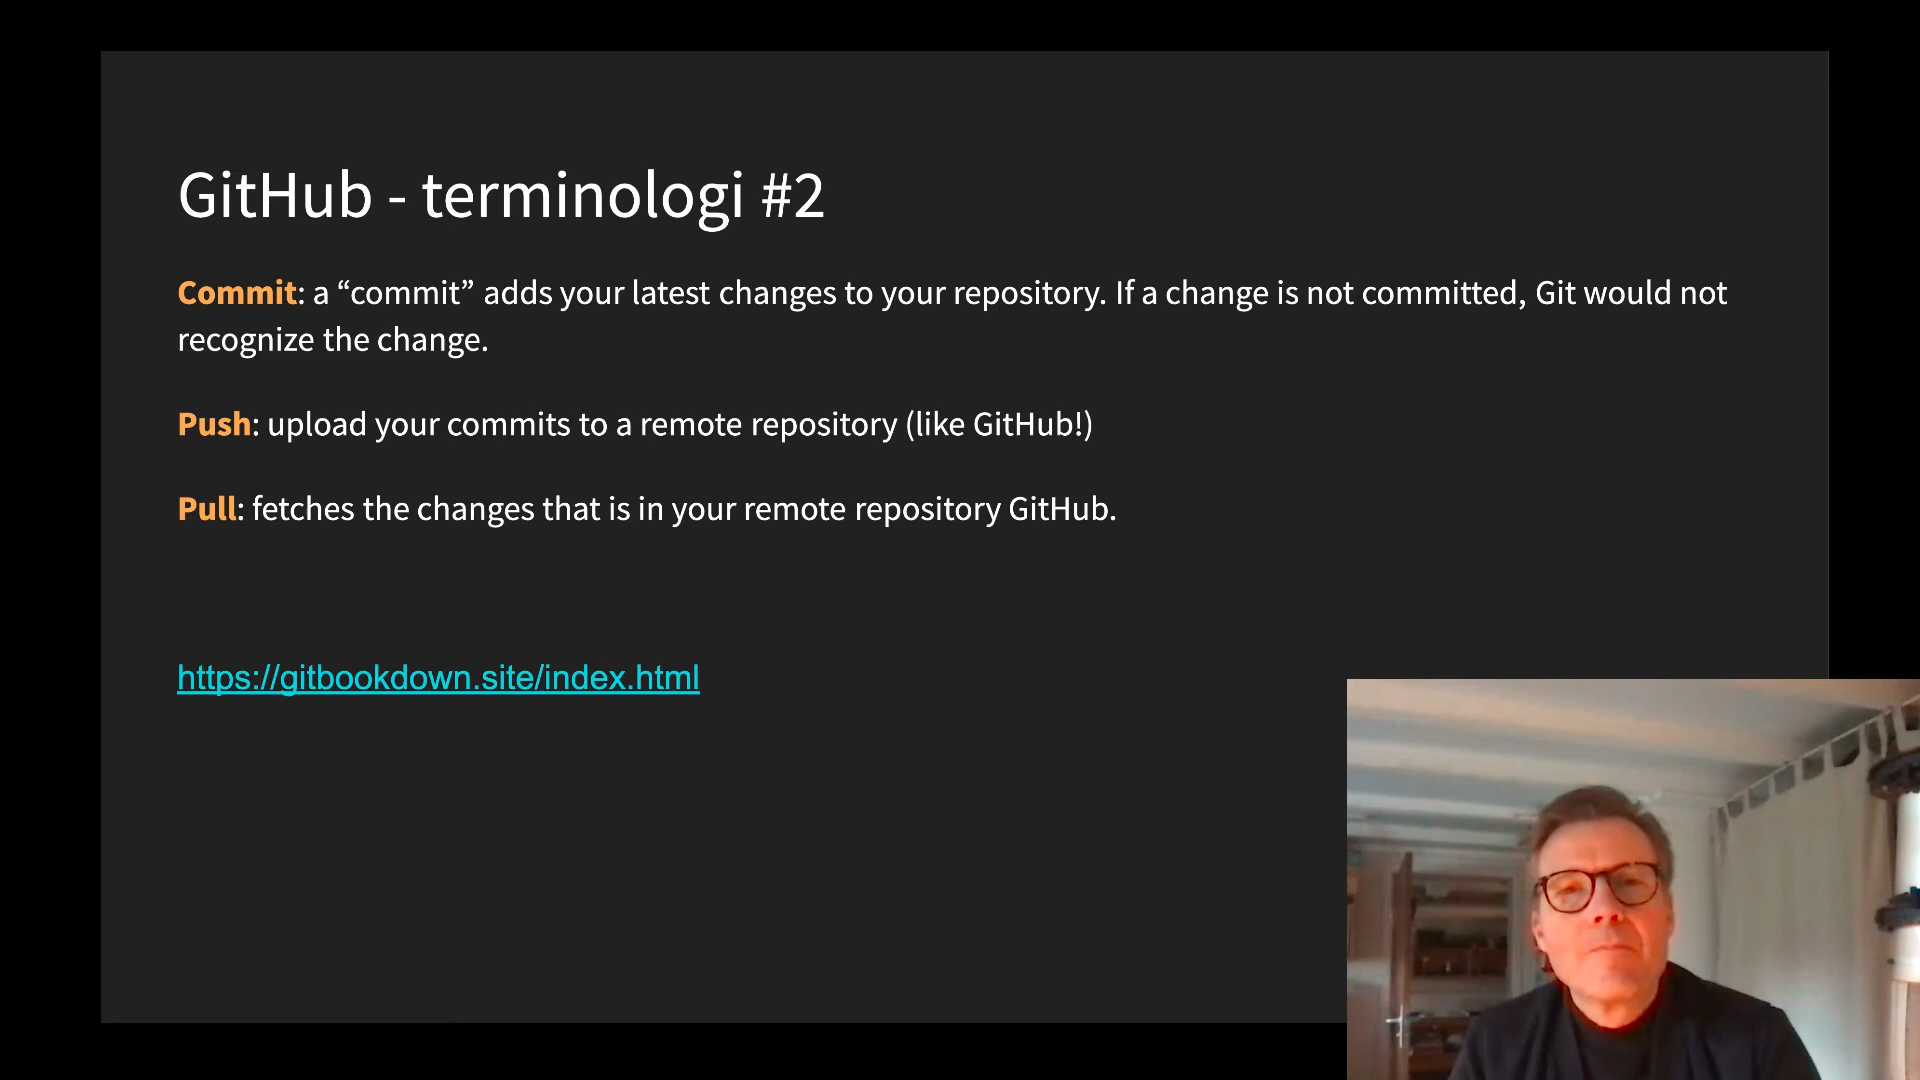 GitHub - terminologi #2
Commit: a “commit” adds your latest changes to your repository. If a change is not committed, Git would not
recognize the change.
Push: upload your commits to a remote repository (like GitHub!)
Pull: fetches the changes that is in your remote repository GitHub.
https://gitbookdown.site/index.html